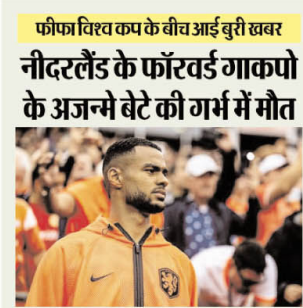 फीफा विश्व कप के बीच आई बुरी खबर
नीदरलैंड के फॉरवर्ड गाकपो
के अजन्मे बेटे की गर्भ में मौत